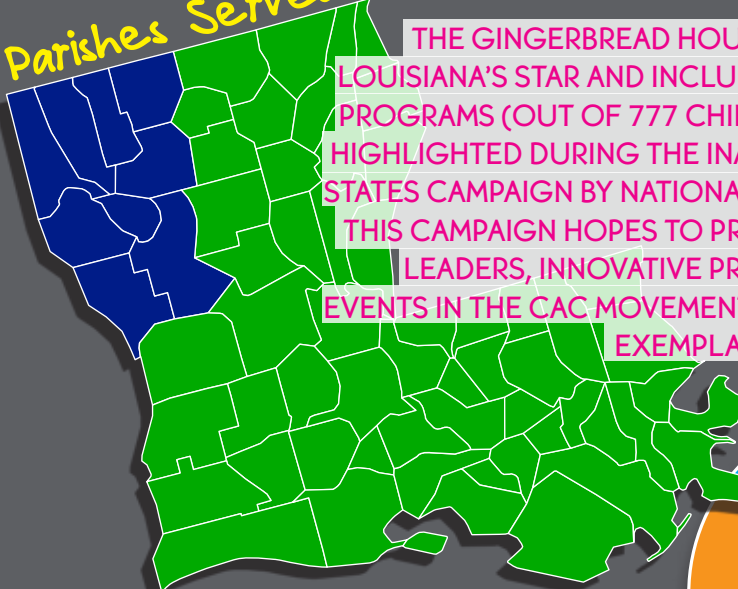 Parishes Serve
THE GINGERBREAD HOU
LOUISIANA'S STAR AND INCLU
PROGRAMS (OUT OF 777 CHI
HIGHLIGHTED DURING THE INA
STATES CAMPAIGN BY NATIONA
THIS CAMPAIGN HOPES TO PR
LEADERS, INNOVATIVE PR
EVENTS IN THE CAC MOVEMENT
EXEMPLA